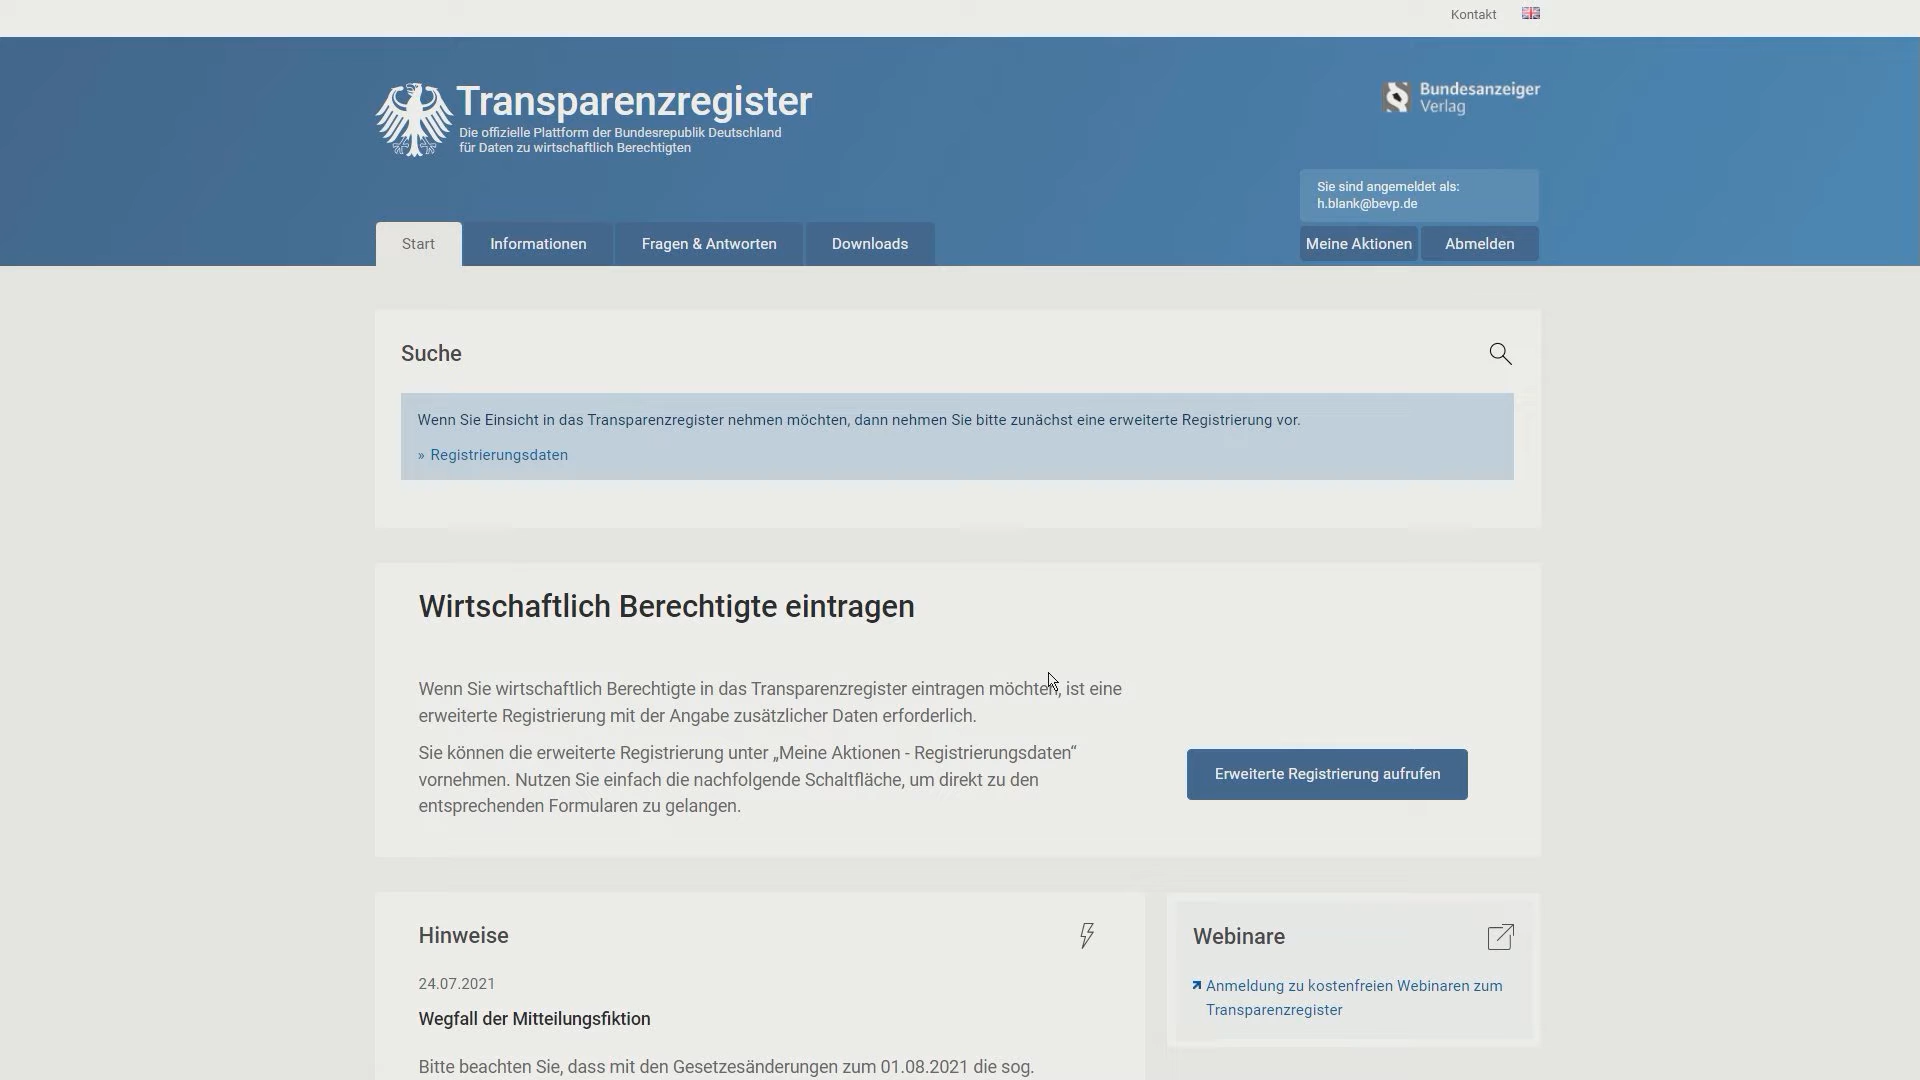 Kontakt
Transparenzregister
Die offizielle Plattform der Bundesrepublik Deutschland
für Daten zu wirtschaftlich Berechtigten
Bundesanzeiger
Verlag
Sie sind angemeldet als:
h.blank@bevp.de
Start
Informationen
Fragen & Antworten
Downloads
Meine Aktionen
Abmelden
Suche
Wenn Sie Einsicht in das Transparenzregister nehmen möchten, dann nehmen Sie bitte zunächst eine erweiterte Registrierung vor.
» Registrierungsdaten
Wirtschaftlich Berechtigte eintragen
Wenn Sie wirtschaftlich Berechtigte in das Transparenzregister eintragen möchten, ist eine
erweiterte Registrierung mit der Angabe zusätzlicher Daten erforderlich.
Sie können die erweiterte Registrierung unter „Meine Aktionen - Registrierungsdaten“
vornehmen. Nutzen Sie einfach die nachfolgende Schaltfläche, um direkt zu den
entsprechenden Formularen zu gelangen.
Erweiterte Registrierung aufrufen
Hinweise
24.07.2021
Wegfall der Mitteilungsfiktion
Bitte beachten Sie, dass mit den Gesetzesänderungen zum 01.08.2021 die sog.
Webinare
Anmeldung zu kostenfreien Webinaren zum
Transparenzregister